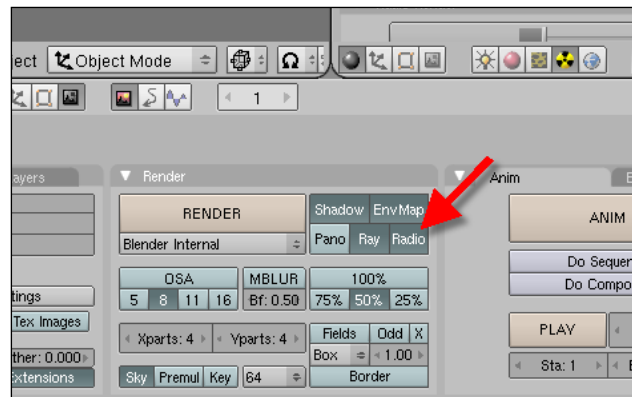 ect Object Mode
1
ayers Render Anim
RENDER Shadow EnvMap ANIM
Blender Internal Pano Ray Radio
Do Sequen
OSA MBLUR 100% Do Compo
tings 5 8 11 16 Bf: 0.50 75% 50% 25%
Tex Images Fields Odd X PLAY
Xparts: 4 Yparts: 4
ther: 0.000 Box 1.00
Extensions Sky Premul Key 64 Border Sta: 1